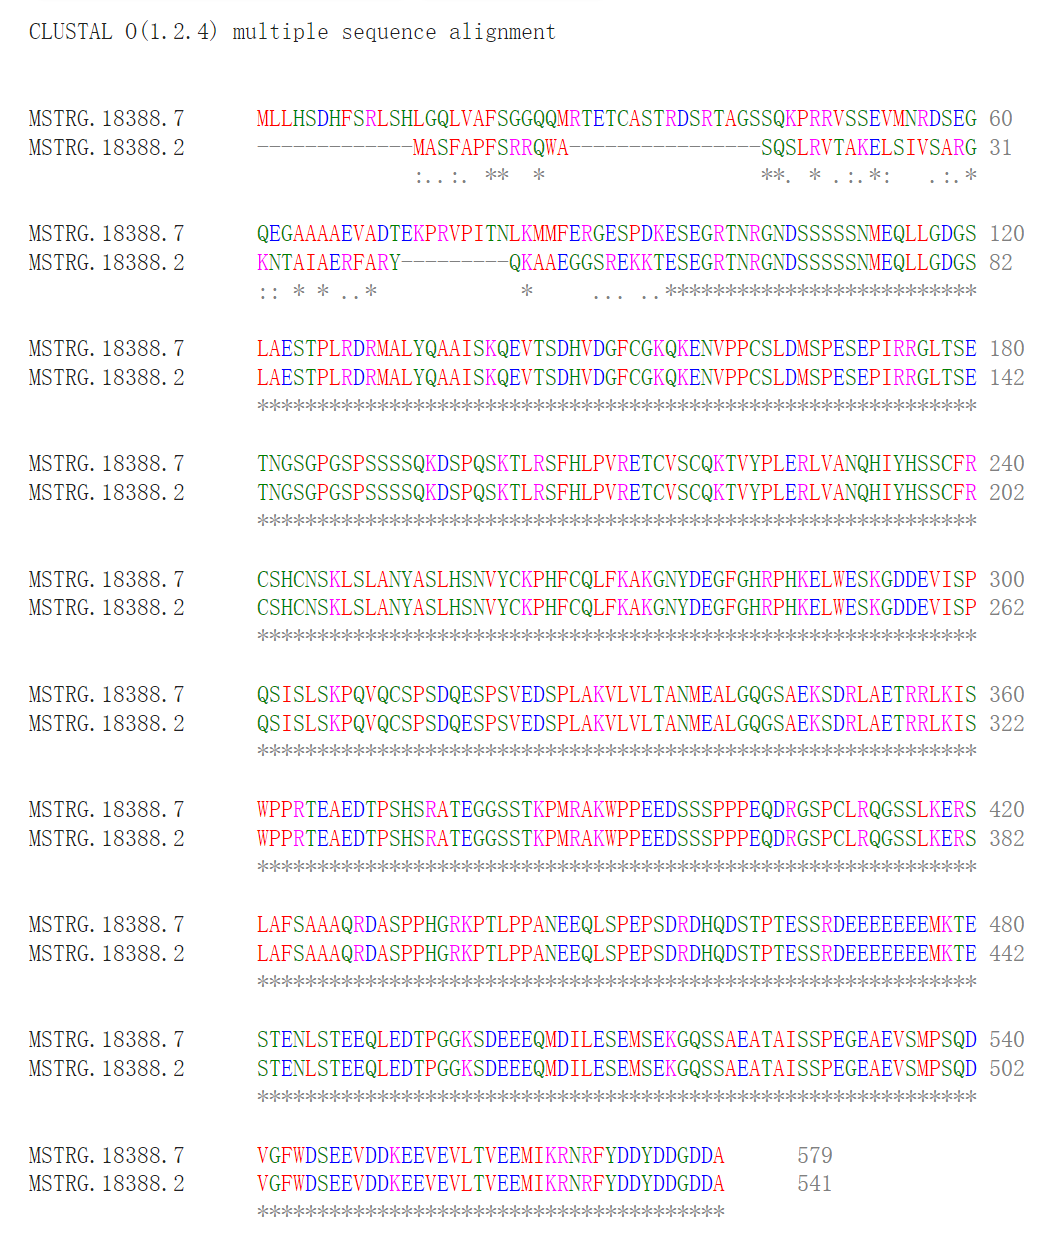 CLUSTAL O(1.2.4) multiple sequence alignment
MSTRG.18388.7 MLLHSDHFSRLSHLGQLVAFSGGQQMRTETCASTRDSRTAGSSQKPRRVSSEVMNRDSEG 60
MSTRG.18388.2 -------------MASFAPFSRRQWA----------------SQSLRVTAKELSIVSARG 31
:..:. ** * **. * .:.*: .:.*
MSTRG.18388.7 QEGAAAAEVADTEKPRVPITNLKMMFERGESPDKESEGRTNRGNDSSSSSNMEQLLGDGS 120
MSTRG.18388.2 KNTAIAERFARY---------QKAAEGGSREKKTESEGRTNRGNDSSSSSNMEQLLGDGS 82
:: * * ..* * ... ..**************************
MSTRG.18388.7 LAESTPLRDRMALYQAAISKQEVTSDHVDGFCGKQKENVPPCSLDMSPESEPIRRGLTSE 180
MSTRG.18388.2 LAESTPLRDRMALYQAAISKQEVTSDHVDGFCGKQKENVPPCSLDMSPESEPIRRGLTSE 142
************************************************************
MSTRG.18388.7 TNGSGPGSPSSSSQKDSPQSKTLRSFHLPVRETCVSCQKTVYPLERLVANQHIYHSSCFR 240
MSTRG.18388.2 TNGSGPGSPSSSSQKDSPQSKTLRSFHLPVRETCVSCQKTVYPLERLVANQHIYHSSCFR 202
************************************************************
MSTRG.18388.7 CSHCNSKLSLANYASLHSNVYCKPHFCQLFKAKGNYDEGFGHRPHKELWESKGDDEVISP 300
MSTRG.18388.2 CSHCNSKLSLANYASLHSNVYCKPHFCQLFKAKGNYDEGFGHRPHKELWESKGDDEVISP 262
************************************************************
MSTRG.18388.7 QSISLSKPQVQCSPSDQESPSVEDSPLAKVLVLTANMEALGQGSAEKSDRLAETRRLKIS 360
MSTRG.18388.2 QSISLSKPQVQCSPSDQESPSVEDSPLAKVLVLTANMEALGQGSAEKSDRLAETRRLKIS 322
************************************************************
MSTRG.18388.7 WPPRTEAEDTPSHSRATEGGSSTKPMRAKWPPEEDSSSPPPEQDRGSPCLRQGSSLKERS 420
MSTRG.18388.2 WPPRTEAEDTPSHSRATEGGSSTKPMRAKWPPEEDSSSPPPEQDRGSPCLRQGSSLKERS 382
************************************************************
MSTRG.18388.7 LAFSAAAQRDASPPHGRKPTLPPANEEQLSPEPSDRDHQDSTPTESSRDEEEEEEEMKTE 480
MSTRG.18388.2 LAFSAAAQRDASPPHGRKPTLPPANEEQLSPEPSDRDHQDSTPTESSRDEEEEEEEMKTE 442
************************************************************
MSTRG.18388.7 STENLSTEEQLEDTPGGKSDEEEQMDILESEMSEKGQSSAEATAISSPEGEAEVSMPSQD 540
MSTRG.18388.2 STENLSTEEQLEDTPGGKSDEEEQMDILESEMSEKGQSSAEATAISSPEGEAEVSMPSQD 502
************************************************************
MSTRG.18388.7 VGFWDSEEVDDKEEVEVLTVEEMIKRNRFYDDYDDGDDA 579
MSTRG.18388.2 VGFWDSEEVDDKEEVEVLTVEEMIKRNRFYDDYDDGDDA 541
***************************************